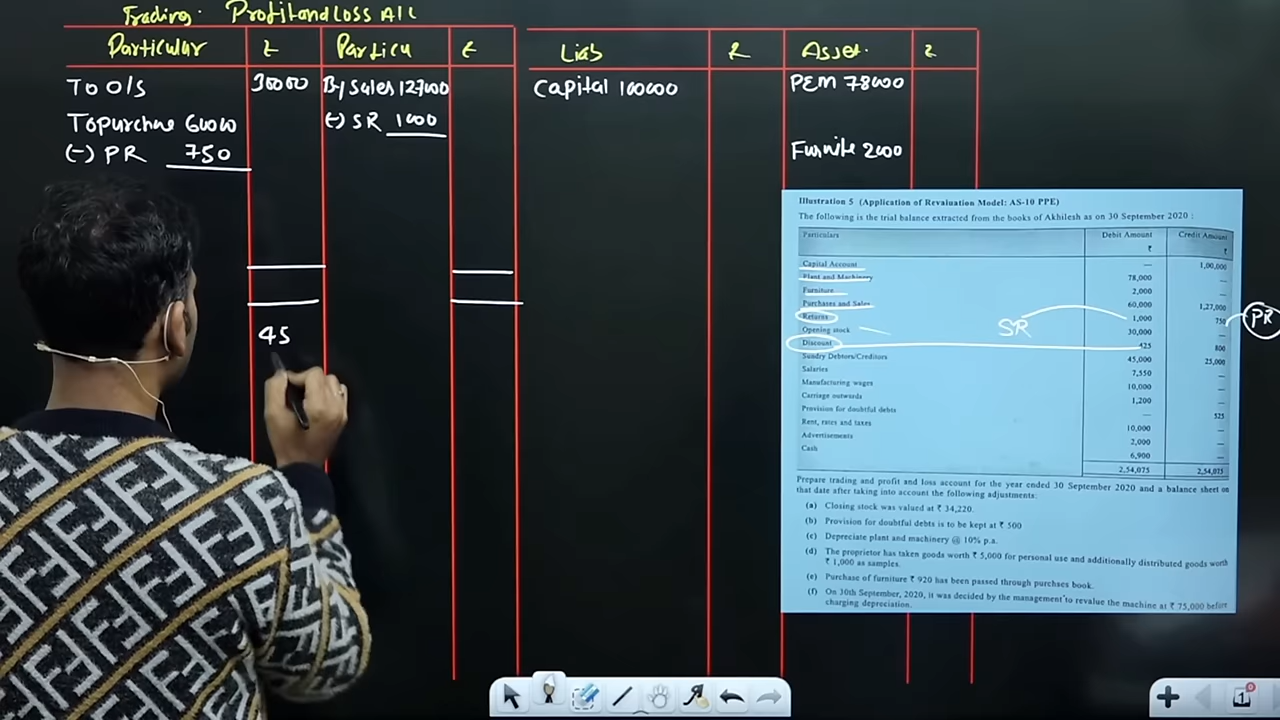 Trading. Profit and Loss A/C
Particular ₹ Particu ₹
To O/S 30000 By Sales 127000
(-) SR 1000
To purchase 60000
(-) PR 750
45
Liab ₹ Asset. ₹
Capital 100000 P&M 78000
Furnite 2000
Illustration 5 (Application of Revaluation Model: AS-10 PPE)
The following is the trial balance extracted from the books of Akhilesh as on 30 September 2020 :
Particulars Debit Amount Credit Amount
₹ ₹
Capital Account — 1,00,000
Plant and Machinery 78,000 —
Furniture 2,000 —
Purchases and Sales 60,000 1,27,000
Returns 1,000 750
SR PR
Opening stock 30,000 —
Discount 425 800
Sundry Debtors/Creditors 45,000 25,000
Salaries 7,550 —
Manufacturing wages 10,000 —
Carriage outwards 1,200 —
Provision for doubtful debts — 525
Rent, rates and taxes 10,000 —
Advertisements 2,000 —
Cash 6,900 —
2,54,075 2,54,075
Prepare trading and profit and loss account for the year ended 30 September 2020 and a balance sheet on
that date after taking into account the following adjustments:
(a) Closing stock was valued at ₹ 34,220.
(b) Provision for doubtful debts is to be kept at ₹ 500
(c) Depreciate plant and machinery @ 10% p.a.
(d) The proprietor has taken goods worth ₹ 5,000 for personal use and additionally distributed goods worth
₹ 1,000 as samples.
(e) Purchase of furniture ₹ 920 has been passed through purchses book.
(f) On 30th September, 2020, it was decided by the management to revalue the machine at ₹ 75,000 before
charging depreciation.
1
0